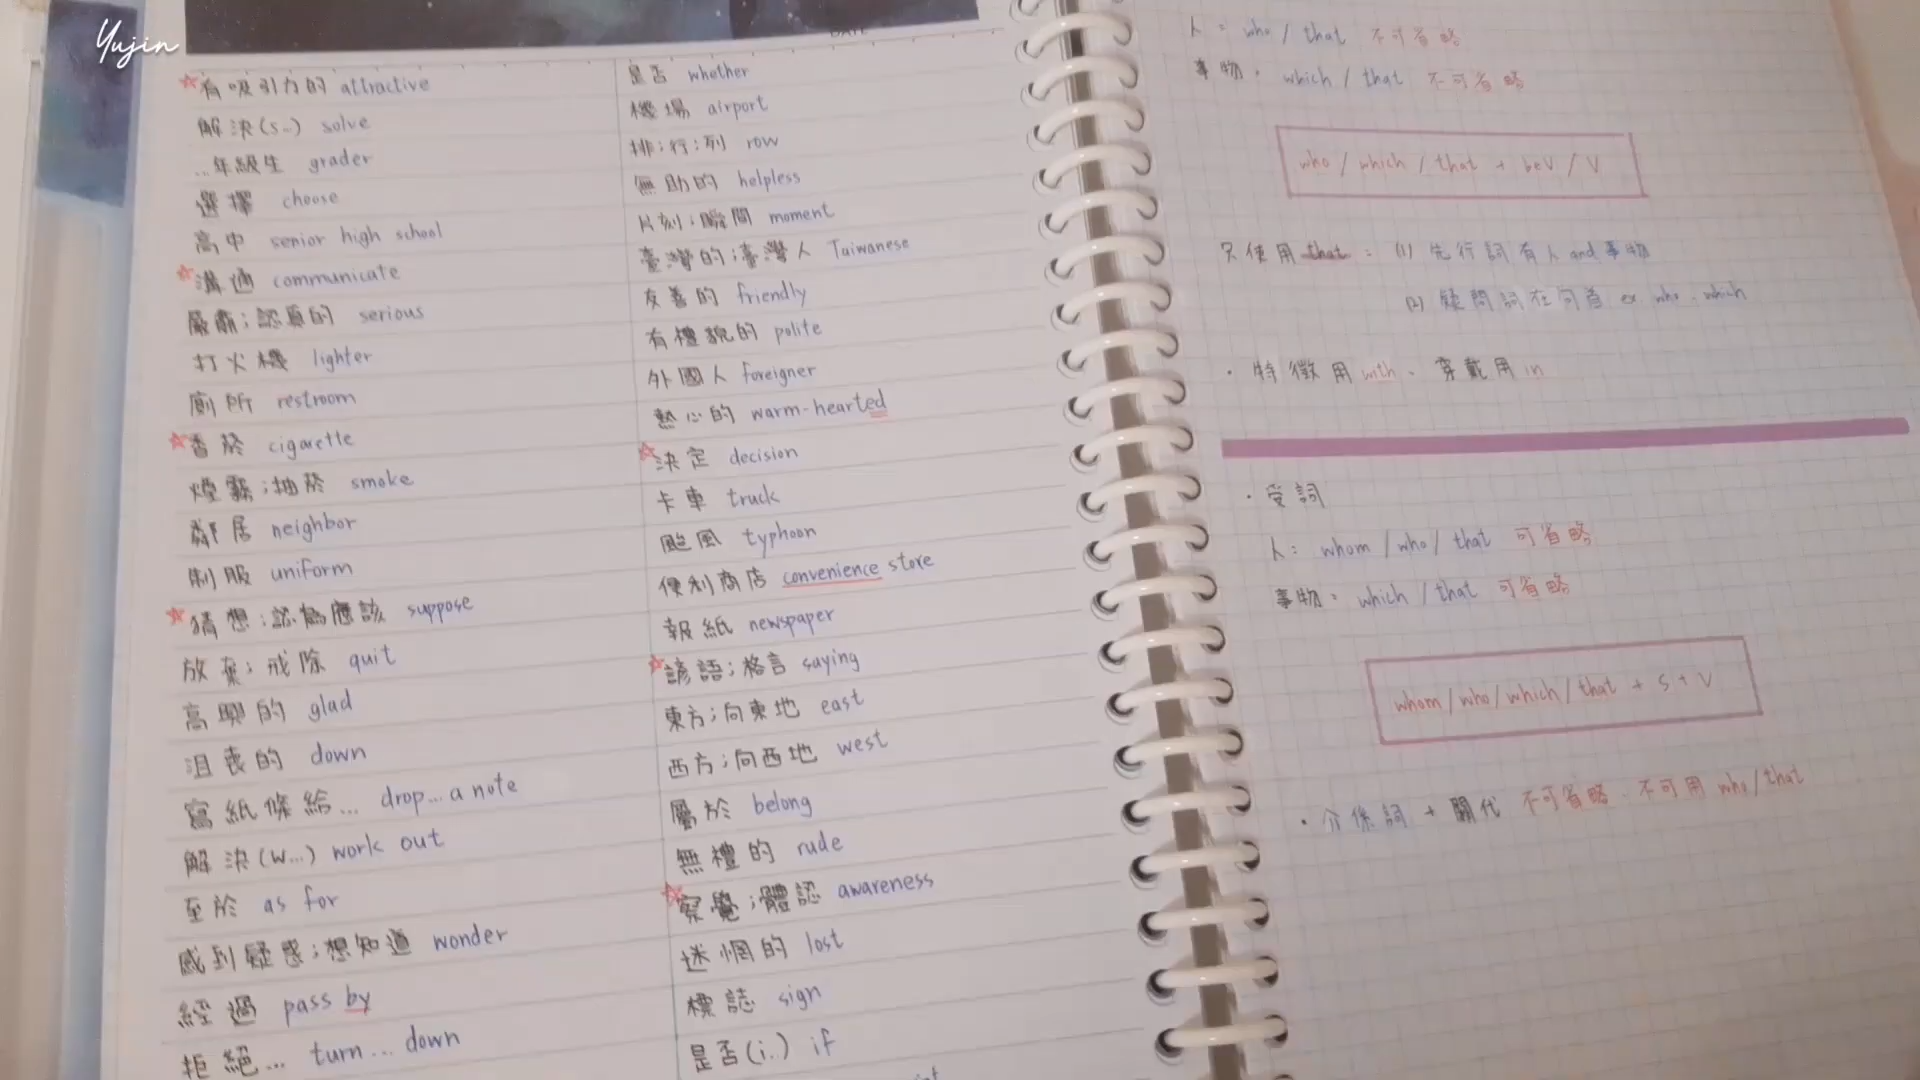 Yujin
DATE
有吸引力的 attractive
解決(s...) solve
...年級生 grader
選擇 choose
高中 senior high school
溝通 communicate
嚴肅;認真的 serious
打火機 lighter
廁所 restroom
香菸 cigarette
煙霧;抽菸 smoke
鄰居 neighbor
制服 uniform
猜想;認為應該 suppose
放棄;戒除 quit
高興的 glad
沮喪的 down
寫紙條給... drop...a note
解決(w...) work out
至於 as for
感到疑惑;想知道 wonder
經過 pass by
拒絕... turn... down
是否 whether
機場 airport
排;行;列 row
無助的 helpless
片刻;瞬間 moment
臺灣的;臺灣人 Taiwanese
友善的 friendly
有禮貌的 polite
外國人 foreigner
熱心的 warm-hearted
決定 decision
卡車 truck
颱風 typhoon
便利商店 convenience store
報紙 newspaper
諺語;格言 saying
東方;向東地 east
西方;向西地 west
屬於 belong
無禮的 rude
察覺;體認 awareness
迷惘的 lost
標誌 sign
是否(i.) if
人: who / that 不可省略
事物: which / that 不可省略
who / which / that + beV / V
只使用 that : (1) 先行詞有人 and 事物
(2) 疑問詞在句首 ex. who、which
·特徵用 with、穿戴用 in
·受詞
人: whom / who / that 可省略
事物: which / that 可省略
whom / who / which / that + S + V
·介係詞 + 關代 不可省略、不可用 who/that